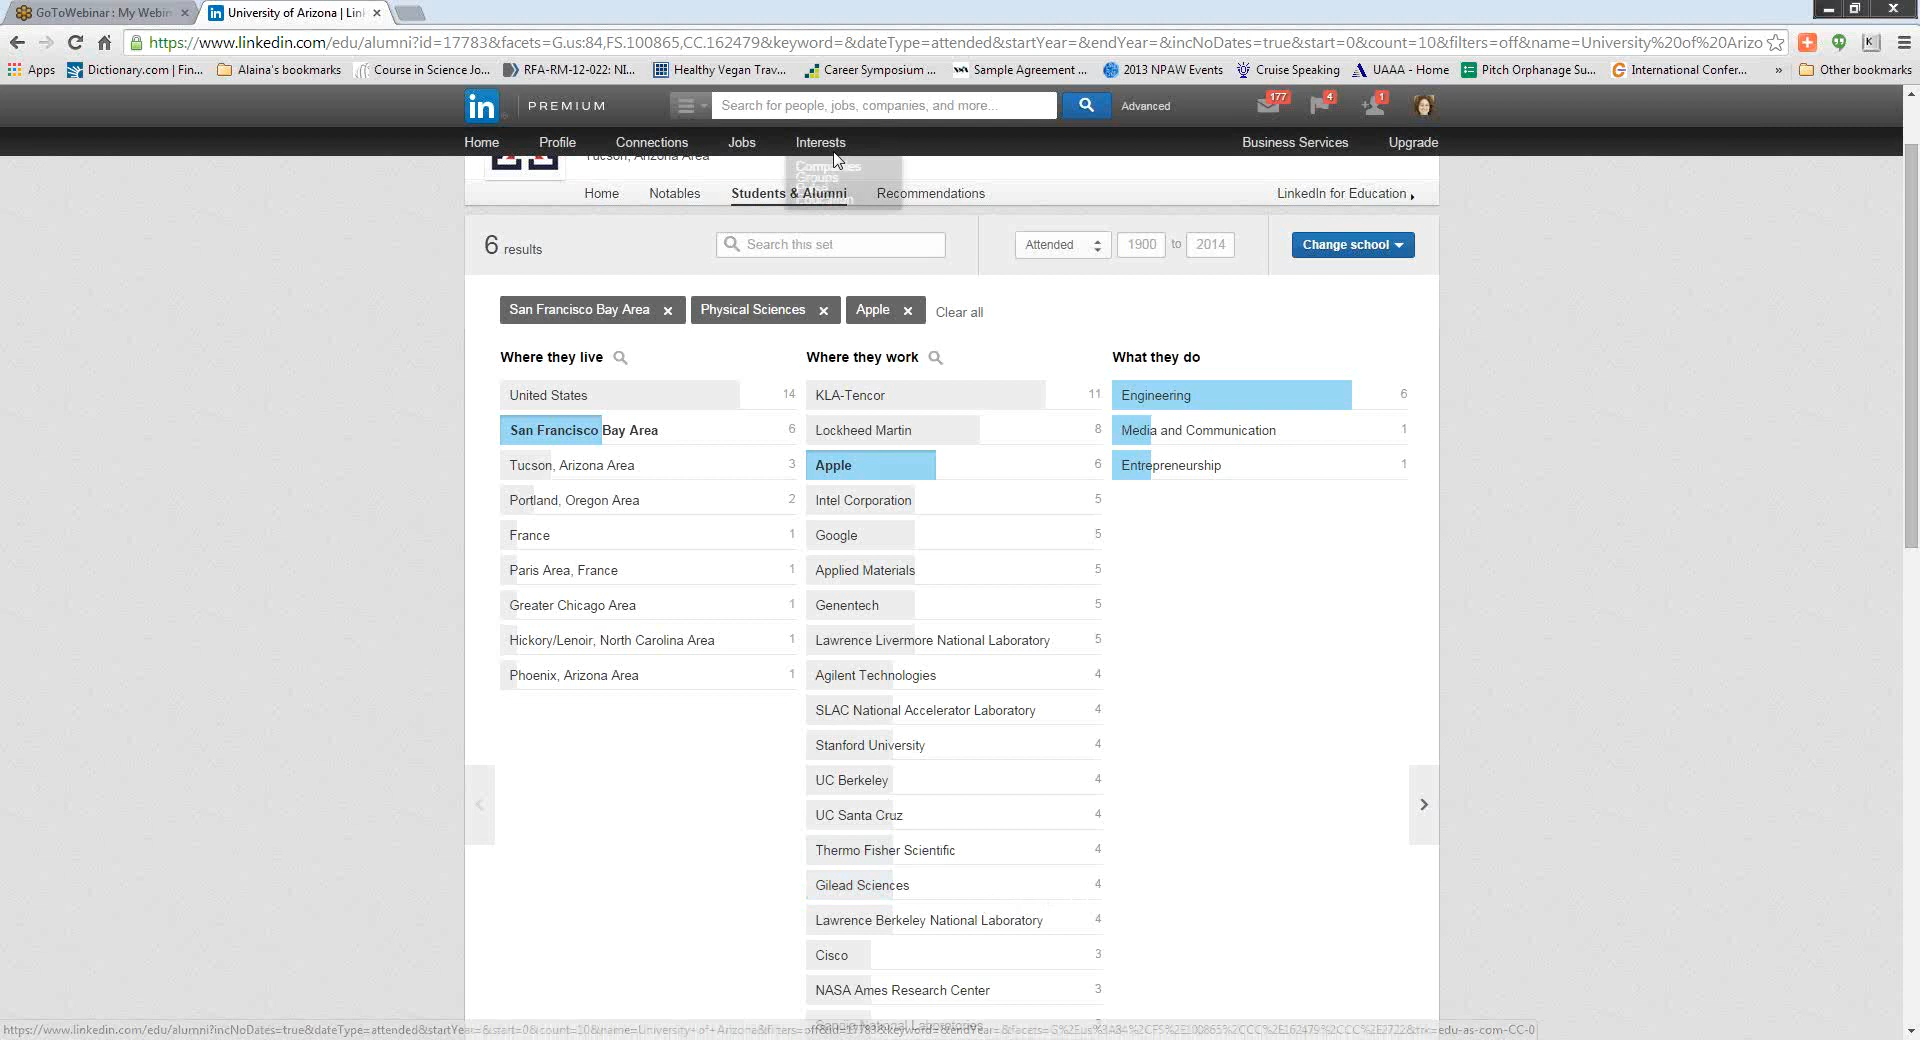 GoToWebinar : My Webin
University of Arizona | Lin
https://www.linkedin.com/edu/alumni?id=17783&facets=G.us:84,FS.100865,CC.162479&keyword=&dateType=attended&startYear=&endYear=&incNoDates=true&start=0&count=10&filters=off&name=University%20of%20Arizo
Apps Dictionary.com | Fin... Alaina's bookmarks Course in Science Jo... RFA-RM-12-022: NI... Healthy Vegan Trav... Career Symposium ... Sample Agreement ... 2013 NPAW Events Cruise Speaking UAAA - Home Pitch Orphanage Su... International Confer... » Other bookmarks
in PREMIUM Search for people, jobs, companies, and more... Advanced 177 4 1
Home Profile Connections Jobs Interests Business Services Upgrade
Tucson, Arizona Area
Companies
Groups
Home Notables Students & Alumni Recommendations LinkedIn for Education
6 results Search this set Attended 1900 to 2014 Change school
San Francisco Bay Area × Physical Sciences × Apple × Clear all
Where they live
United States 14
San Francisco Bay Area 6
Tucson, Arizona Area 3
Portland, Oregon Area 2
France 1
Paris Area, France 1
Greater Chicago Area 1
Hickory/Lenoir, North Carolina Area 1
Phoenix, Arizona Area 1
Where they work
KLA-Tencor 11
Lockheed Martin 8
Apple 6
Intel Corporation 5
Google 5
Applied Materials 5
Genentech 5
Lawrence Livermore National Laboratory 5
Agilent Technologies 4
SLAC National Accelerator Laboratory 4
Stanford University 4
UC Berkeley 4
UC Santa Cruz 4
Thermo Fisher Scientific 4
Gilead Sciences 4
Lawrence Berkeley National Laboratory 4
Cisco 3
NASA Ames Research Center 3
What they do
Engineering 6
Media and Communication 1
Entrepreneurship 1